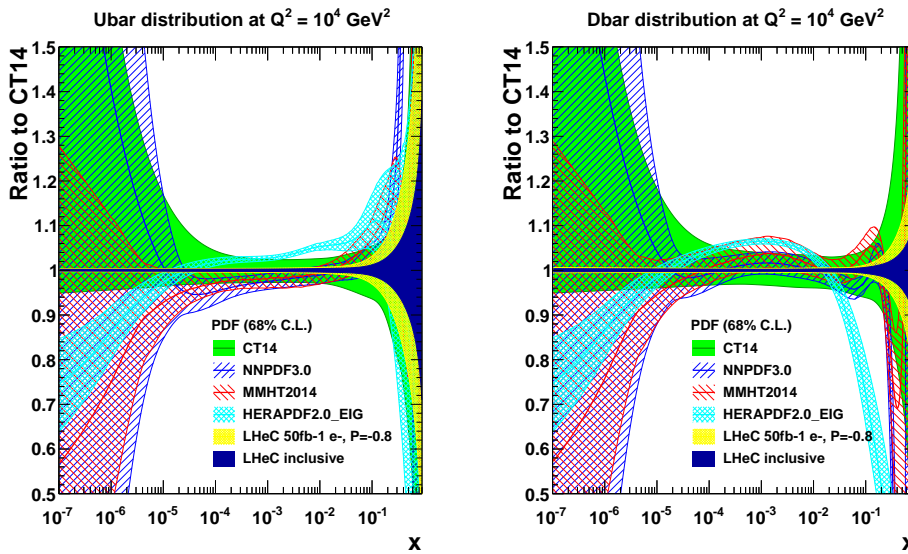 Ubar distribution at Q² = 10⁴ GeV²
Ratio to CT14
1.5
1.4
1.3
1.2
1.1
1
0.9
0.8
0.7
0.6
0.5
PDF (68% C.L.)
CT14
NNPDF3.0
MMHT2014
HERAPDF2.0_EIG
LHeC 50fb-1 e-, P=-0.8
LHeC inclusive
10⁻⁷ 10⁻⁶ 10⁻⁵ 10⁻⁴ 10⁻³ 10⁻² 10⁻¹
x
Dbar distribution at Q² = 10⁴ GeV²
Ratio to CT14
1.5
1.4
1.3
1.2
1.1
1
0.9
0.8
0.7
0.6
0.5
PDF (68% C.L.)
CT14
NNPDF3.0
MMHT2014
HERAPDF2.0_EIG
LHeC 50fb-1 e-, P=-0.8
LHeC inclusive
10⁻⁷ 10⁻⁶ 10⁻⁵ 10⁻⁴ 10⁻³ 10⁻² 10⁻¹
x